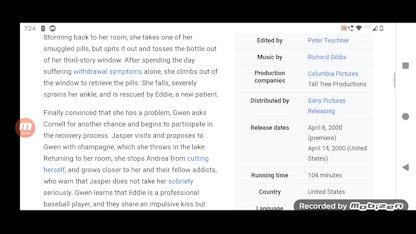 7:24
Storming back to her room, she takes one of her
smuggled pills, but spits it out and tosses the bottle out
of her third-story window. After spending the day
suffering withdrawal symptoms alone, she climbs out of
the window to retrieve the pills. She falls, severely
sprains her ankle, and is rescued by Eddie, a new patient.
Finally convinced that she has a problem, Gwen asks
Cornell for another chance and begins to participate in
the recovery process. Jasper visits and proposes to
Gwen with champagne, which she throws in the lake.
Returning to her room, she stops Andrea from cutting
herself, and grows closer to her and their fellow addicts,
who warn that Jasper does not take her sobriety
seriously. Gwen learns that Eddie is a professional
baseball player, and they share an impulsive kiss but
Edited by Peter Teschner
Music by Richard Gibbs
Production Columbia Pictures
companies Tall Tree Productions
Distributed by Sony Pictures
Releasing
Release dates April 6, 2000
(premiere)
April 14, 2000 (United
States)
Running time 104 minutes
Country United States
Language
Recorded by Mobizen